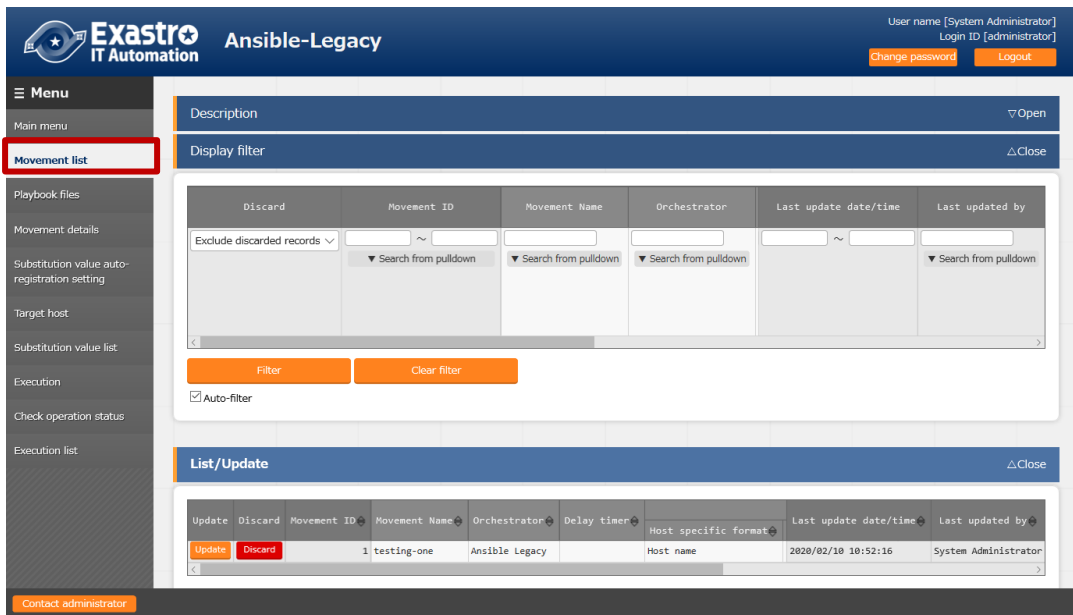 Exastro
IT Automation
Ansible-Legacy
User name [System Administrator]
Login ID [administrator]
Change password
Logout
☰ Menu
Main menu
Movement list
Playbook files
Movement details
Substitution value auto-
registration setting
Target host
Substitution value list
Execution
Check operation status
Execution list
Description
▽Open
Display filter
△Close
Discard Movement ID Movement Name Orchestrator Last update date/time Last updated by
Exclude discarded records ~ ~
▼ Search from pulldown ▼ Search from pulldown ▼ Search from pulldown ▼ Search from pulldown
Filter
Clear filter
Auto-filter
List/Update
△Close
Update Discard Movement ID Movement Name Orchestrator Delay timer Host specific format Last update date/time Last updated by
Update Discard 1 testing-one Ansible Legacy Host name 2020/02/10 10:52:16 System Administrator
Contact administrator